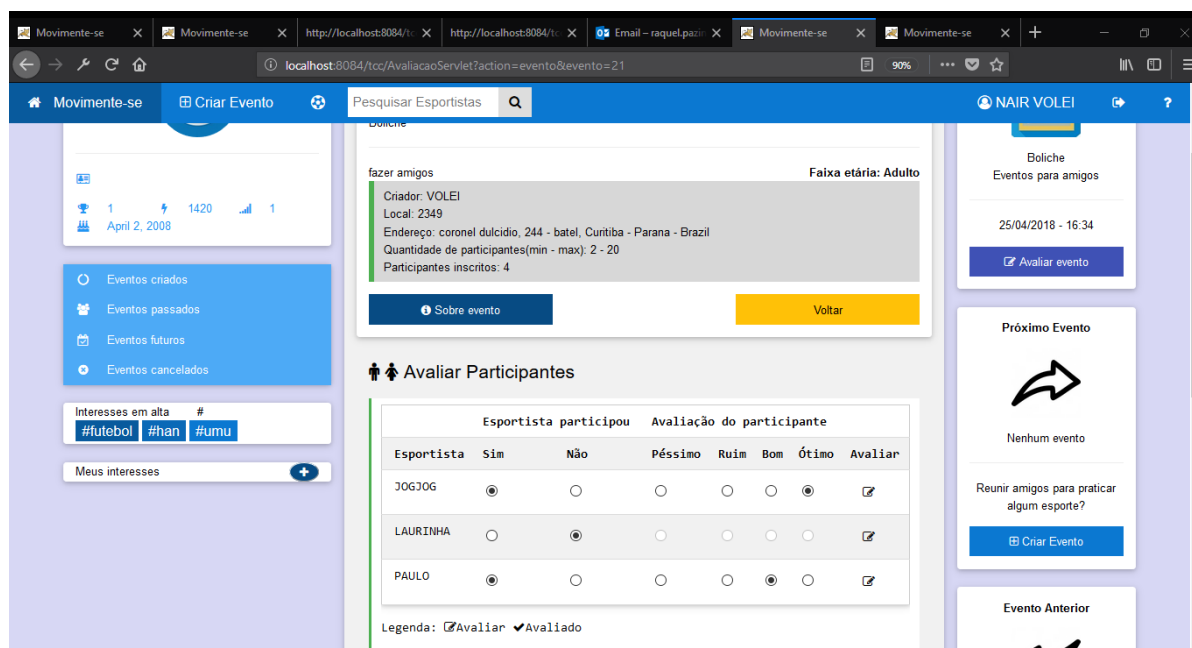 Movimente-se
Movimente-se
http://localhost:8084/tc
http://localhost:8084/tc
Email – raquel.pazin
Movimente-se
Movimente-se
localhost:8084/tcc/AvaliacaoServlet?action=evento&evento=21
90%
Movimente-se
Criar Evento
Pesquisar Esportistas
NAIR VOLEI
?
1
1420
1
April 2, 2008
Eventos criados
Eventos passados
Eventos futuros
Eventos cancelados
Interesses em alta #
#futebol #han #umu
Meus interesses
Boliche
fazer amigos
Faixa etária: Adulto
Criador: VOLEI
Local: 2349
Endereço: coronel dulcidio, 244 - batel, Curitiba - Parana - Brazil
Quantidade de participantes(min - max): 2 - 20
Participantes inscritos: 4
Sobre evento
Voltar
Avaliar Participantes
Esportista participou Avaliação do participante
Esportista Sim Não Péssimo Ruim Bom Ótimo Avaliar
JOGJOG
LAURINHA
PAULO
Legenda: Avaliar Avaliado
Boliche
Eventos para amigos
25/04/2018 - 16:34
Avaliar evento
Próximo Evento
Nenhum evento
Reunir amigos para praticar
algum esporte?
Criar Evento
Evento Anterior